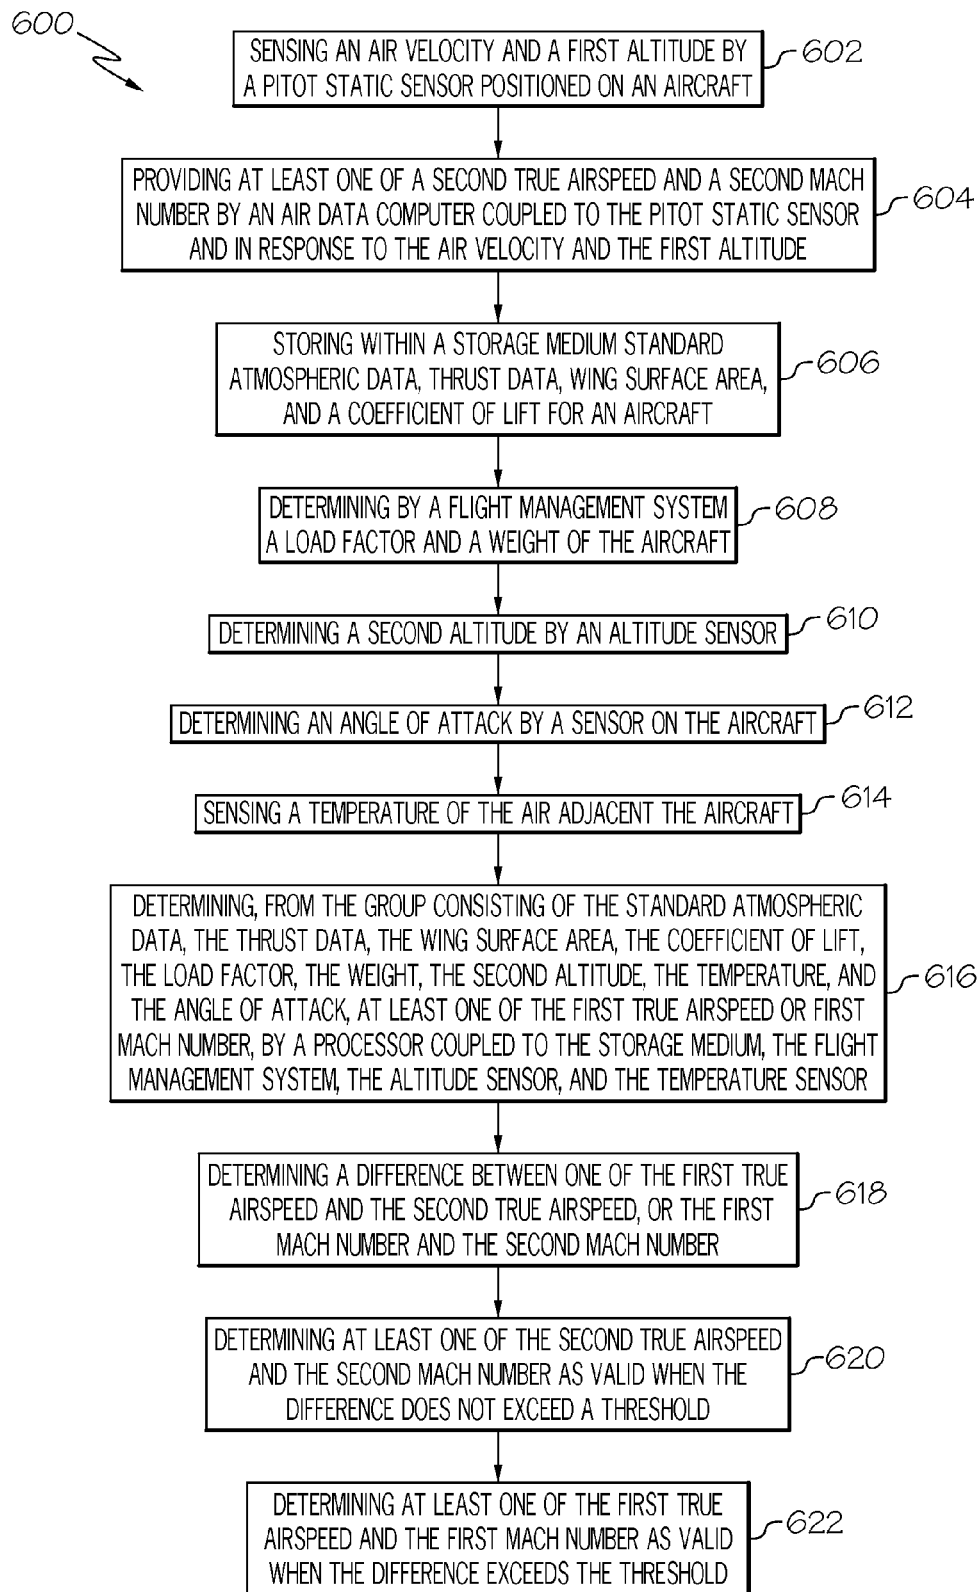 600
SENSING AN AIR VELOCITY AND A FIRST ALTITUDE BY
A PITOT STATIC SENSOR POSITIONED ON AN AIRCRAFT
602
PROVIDING AT LEAST ONE OF A SECOND TRUE AIRSPEED AND A SECOND MACH
NUMBER BY AN AIR DATA COMPUTER COUPLED TO THE PITOT STATIC SENSOR
AND IN RESPONSE TO THE AIR VELOCITY AND THE FIRST ALTITUDE
604
STORING WITHIN A STORAGE MEDIUM STANDARD
ATMOSPHERIC DATA, THRUST DATA, WING SURFACE AREA,
AND A COEFFICIENT OF LIFT FOR AN AIRCRAFT
606
DETERMINING BY A FLIGHT MANAGEMENT SYSTEM
A LOAD FACTOR AND A WEIGHT OF THE AIRCRAFT
608
DETERMINING A SECOND ALTITUDE BY AN ALTITUDE SENSOR
610
DETERMINING AN ANGLE OF ATTACK BY A SENSOR ON THE AIRCRAFT
612
SENSING A TEMPERATURE OF THE AIR ADJACENT THE AIRCRAFT
614
DETERMINING, FROM THE GROUP CONSISTING OF THE STANDARD ATMOSPHERIC
DATA, THE THRUST DATA, THE WING SURFACE AREA, THE COEFFICIENT OF LIFT,
THE LOAD FACTOR, THE WEIGHT, THE SECOND ALTITUDE, THE TEMPERATURE, AND
THE ANGLE OF ATTACK, AT LEAST ONE OF THE FIRST TRUE AIRSPEED OR FIRST
MACH NUMBER, BY A PROCESSOR COUPLED TO THE STORAGE MEDIUM, THE FLIGHT
MANAGEMENT SYSTEM, THE ALTITUDE SENSOR, AND THE TEMPERATURE SENSOR
616
DETERMINING A DIFFERENCE BETWEEN ONE OF THE FIRST TRUE
AIRSPEED AND THE SECOND TRUE AIRSPEED, OR THE FIRST
MACH NUMBER AND THE SECOND MACH NUMBER
618
DETERMINING AT LEAST ONE OF THE SECOND TRUE AIRSPEED
AND THE SECOND MACH NUMBER AS VALID WHEN THE
DIFFERENCE DOES NOT EXCEED A THRESHOLD
620
DETERMINING AT LEAST ONE OF THE FIRST TRUE
AIRSPEED AND THE FIRST MACH NUMBER AS VALID
WHEN THE DIFFERENCE EXCEEDS THE THRESHOLD
622